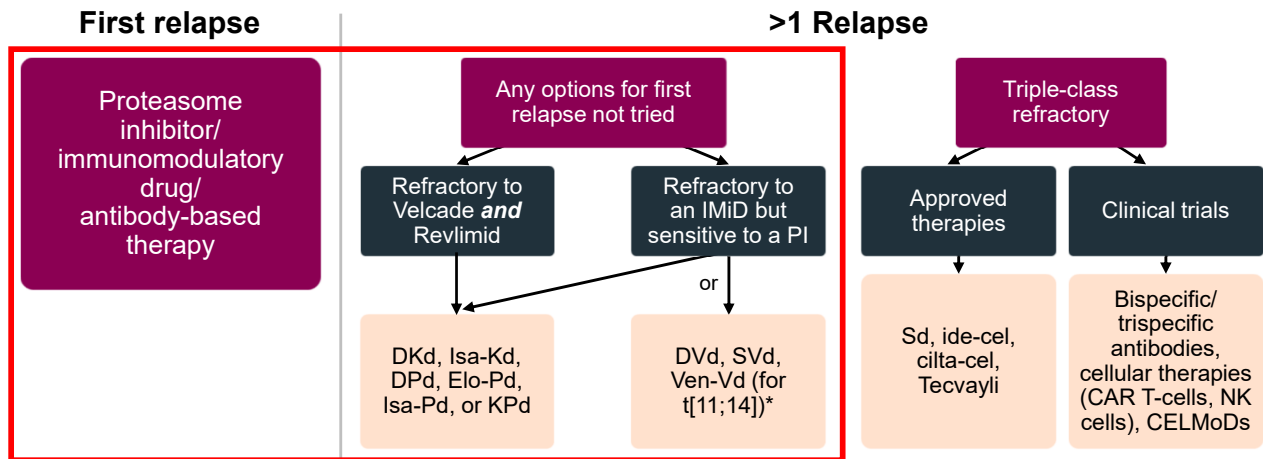 First relapse
>1 Relapse
Proteasome
inhibitor/
immunomodulatory
drug/
antibody-based
therapy
Any options for first
relapse not tried
Refractory to
Velcade and
Revlimid
Refractory to
an IMiD but
sensitive to a PI
or
DKd, Isa-Kd,
DPd, Elo-Pd,
Isa-Pd, or KPd
DVd, SVd,
Ven-Vd (for
t[11;14])*
Triple-class
refractory
Approved
therapies
Clinical trials
Sd, ide-cel,
cilta-cel,
Tecvayli
Bispecific/
trispecific
antibodies,
cellular therapies
(CAR T-cells, NK
cells), CELMoDs